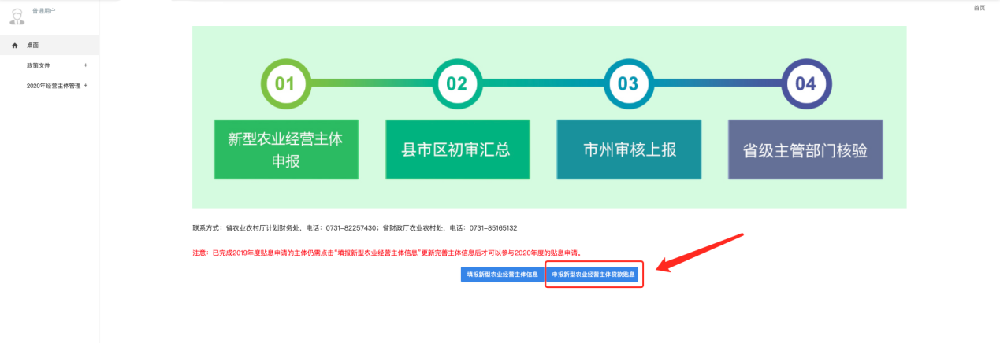 普通用户
首页
桌面
政策文件 +
2020年经营主体管理 +
01
02
03
04
新型农业经营主体
申报
县市区初审汇总
市州审核上报
省级主管部门核验
联系方式：省农业农村厅计划财务处，电话：0731-82257430；省财政厅农业农村处，电话：0731-85165132
注意：已完成2019年度贴息申请的主体仍需点击“填报新型农业经营主体信息”更新完善主体信息后才可以参与2020年度的贴息申请。
填报新型农业经营主体信息
申报新型农业经营主体贷款贴息